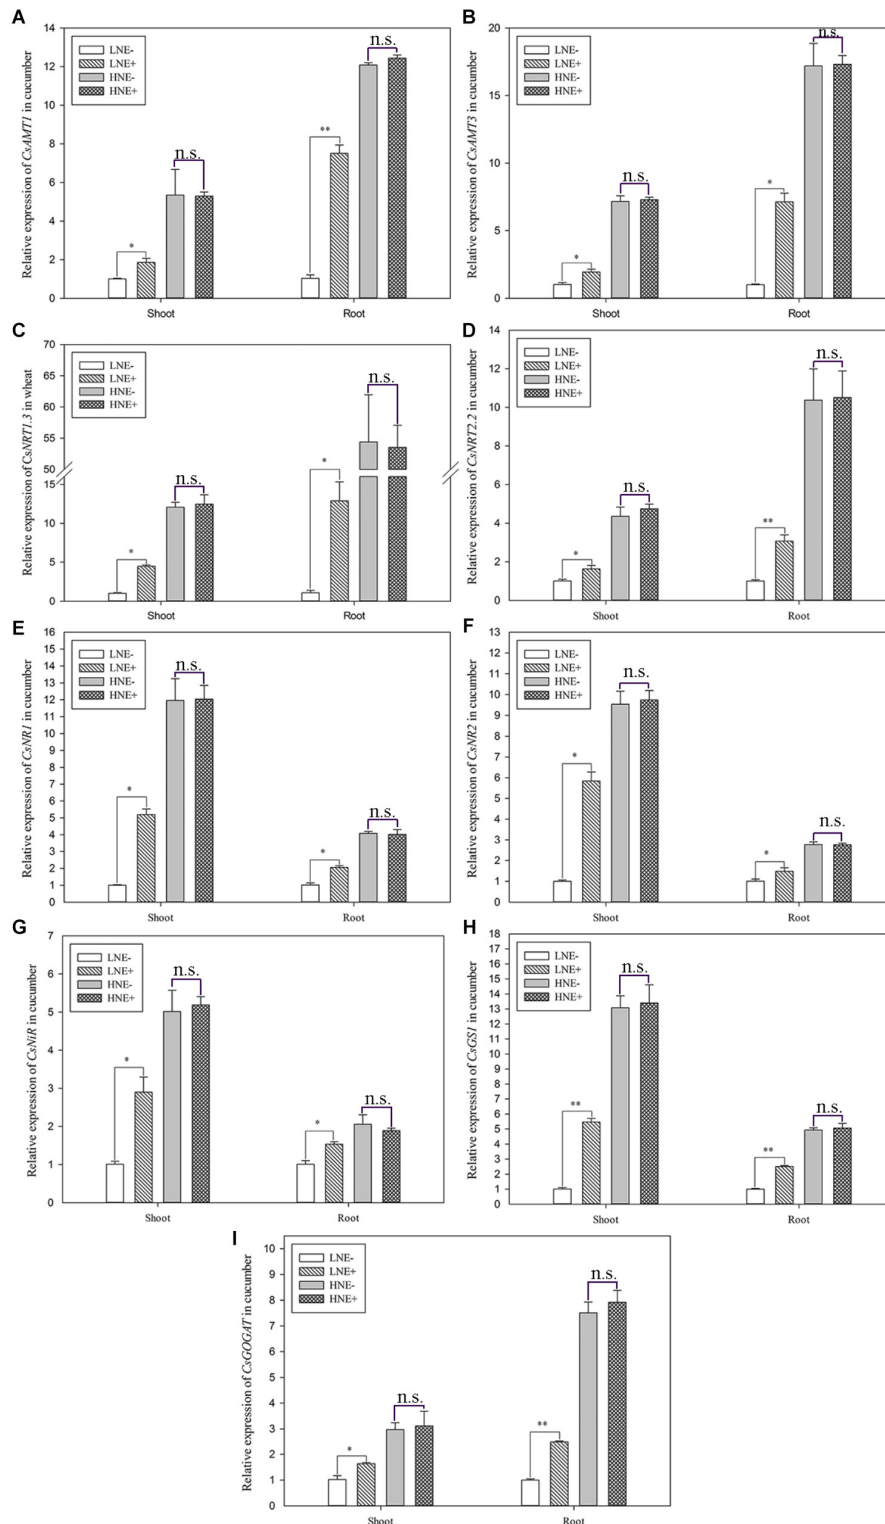 A
Relative expression of CsAMT1 in cucumber
14
12
10
8
6
4
2
0
LNE-
LNE+
HNE-
HNE+
*
n.s.
**
n.s.
Shoot
Root
B
Relative expression of CsAMT3 in cucumber
20
15
10
5
0
LNE-
LNE+
HNE-
HNE+
*
n.s.
*
n.s.
Shoot
Root
C
Relative expression of CsNRT1.3 in wheat
70
65
60
55
50
15
10
5
0
LNE-
LNE+
HNE-
HNE+
*
n.s.
*
n.s.
Shoot
Root
D
Relative expression of CsNRT2.2 in cucumber
14
12
10
8
6
4
2
0
LNE-
LNE+
HNE-
HNE+
*
n.s.
**
n.s.
Shoot
Root
E
Relative expression of CsNR1 in cucumber
16
15
14
13
12
11
10
9
8
7
6
5
4
3
2
1
0
LNE-
LNE+
HNE-
HNE+
*
n.s.
*
n.s.
Shoot
Root
F
Relative expression of CsNR2 in cucumber
13
12
11
10
9
8
7
6
5
4
3
2
1
0
LNE-
LNE+
HNE-
HNE+
*
n.s.
*
n.s.
Shoot
Root
G
Relative expression of CsNiR in cucumber
7
6
5
4
3
2
1
0
LNE-
LNE+
HNE-
HNE+
*
n.s.
*
n.s.
Shoot
Root
H
Relative expression of CsGS1 in cucumber
18
17
16
15
14
13
12
11
10
9
8
7
6
5
4
3
2
1
0
LNE-
LNE+
HNE-
HNE+
**
n.s.
**
n.s.
Shoot
Root
I
Relative expression of CsGOGAT in cucumber
10
9
8
7
6
5
4
3
2
1
0
LNE-
LNE+
HNE-
HNE+
*
n.s.
**
n.s.
Shoot
Root